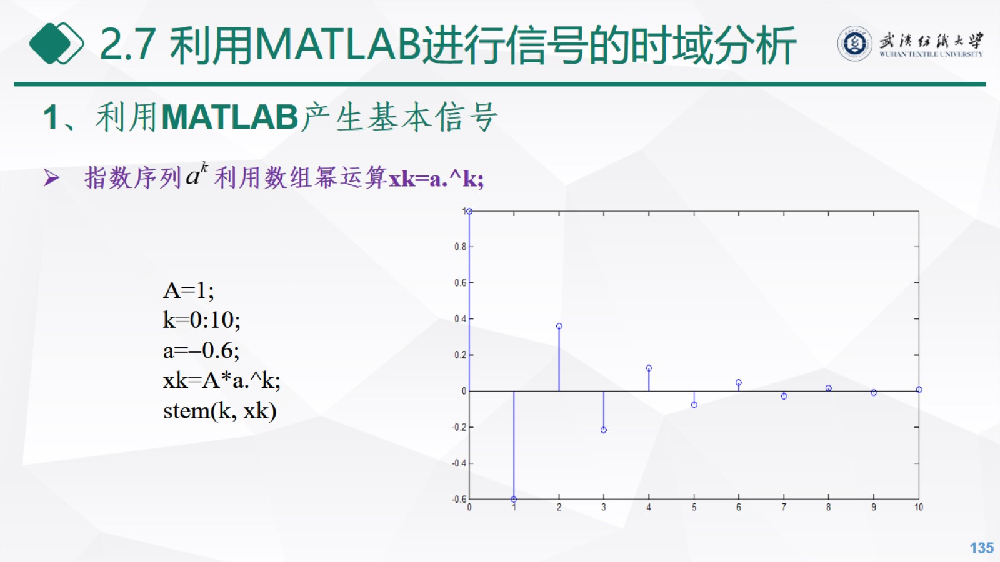 2.7 利用MATLAB进行信号的时域分析
武汉纺织大学
WUHAN TEXTILE UNIVERSITY
1、利用MATLAB产生基本信号
➢ 指数序列 a^k 利用数组幂运算xk=a.^k;
A=1;
k=0:10;
a=–0.6;
xk=A*a.^k;
stem(k, xk)
1
0.8
0.6
0.4
0.2
0
-0.2
-0.4
-0.6
0 1 2 3 4 5 6 7 8 9 10
135